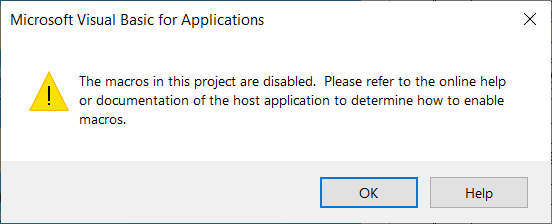 Microsoft Visual Basic for Applications
The macros in this project are disabled.  Please refer to the online help
or documentation of the host application to determine how to enable
macros.
OK
Help